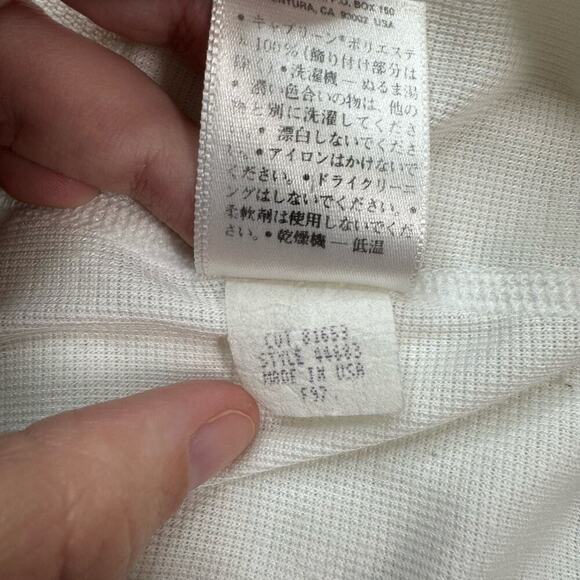 P.O. BOX 150
VENTURA, CA 93002 USA
• キャプリーン®ポリエステ
ル 100%(飾り付け部分は
除く)•洗濯機—ぬるま湯
• 濃い色合いの物は、他の
物と別に洗濯してくださ
い。• 漂白しないでくださ
い。• アイロンはかけないで
ください。• ドライクリーニ
ングはしないでください。•
柔軟剤は使用しないでくだ
さい。• 乾燥機—低温
CUT 81653
STYLE 44683
MADE IN USA
F97